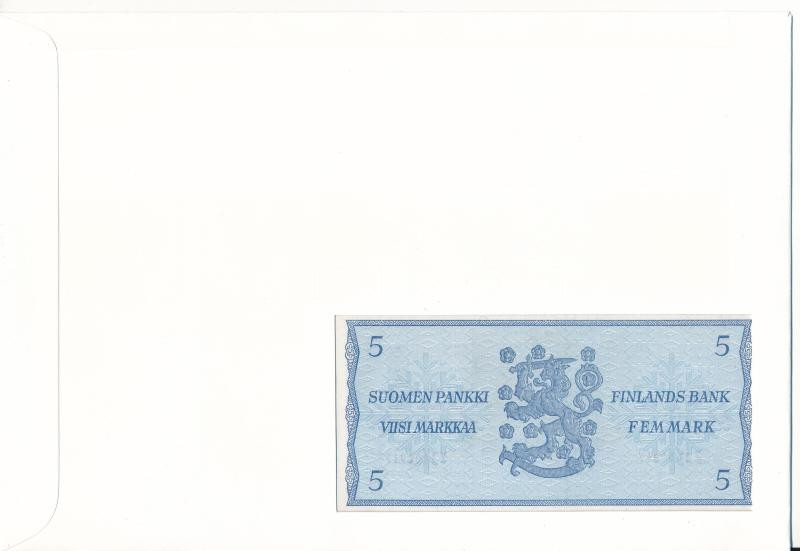 5
5
SUOMEN PANKKI
FINLANDS BANK
VIISI MARKKAA
FEM MARK
5
5